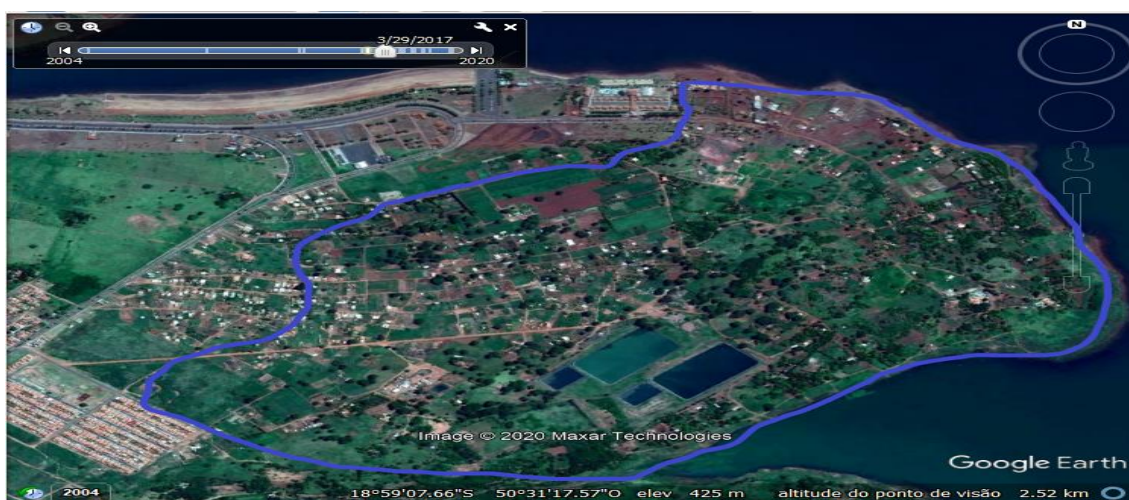 3/29/2017
2004
2020
N
Image © 2020 Maxar Technologies
Google Earth
2004
18°59'07.66"S 50°31'17.57"O elev 425 m altitude do ponto de visão 2.52 km